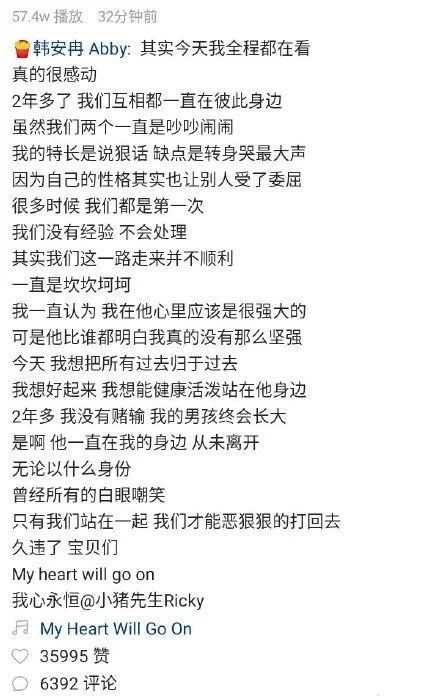 57.4w 播放 32分钟前
韩安冉 Abby: 其实今天我全程都在看
真的很感动
2年多了 我们互相都一直在彼此身边
虽然我们两个一直是吵吵闹闹
我的特长是说狠话 缺点是转身哭最大声
因为自己的性格其实也让别人受了委屈
很多时候 我们都是第一次
我们没有经验 不会处理
其实我们这一路走来并不顺利
一直是坎坎坷坷
我一直认为 我在他心里应该是很强大的
可是他比谁都明白我真的没有那么坚强
今天 我想把所有过去归于过去
我想好起来 我想能健康活泼站在他身边
2年多 我没有赌输 我的男孩终会长大
是啊 他一直在我的身边 从未离开
无论以什么身份
曾经所有的白眼嘲笑
只有我们站在一起 我们才能恶狠狠的打回去
久违了 宝贝们
My heart will go on
我心永恒@小猪先生Ricky
My Heart Will Go On
35995 赞
6392 评论